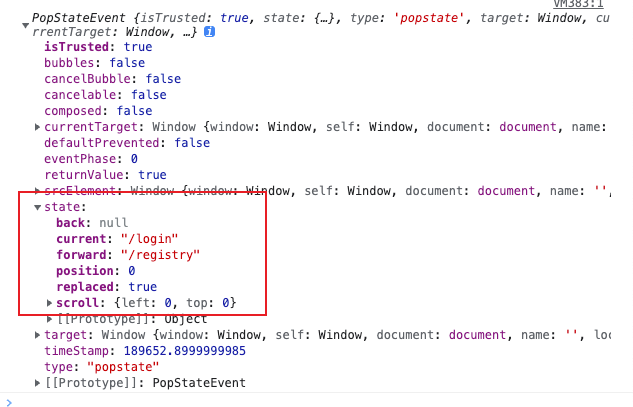 VM383:1
PopStateEvent {isTrusted: true, state: {…}, type: 'popstate', target: Window, cu
rrentTarget: Window, …} i
isTrusted: true
bubbles: false
cancelBubble: false
cancelable: false
composed: false
currentTarget: Window {window: Window, self: Window, document: document, name:
defaultPrevented: false
eventPhase: 0
returnValue: true
srcElement: Window {window: Window, self: Window, document: document, name: '',
state:
back: null
current: "/login"
forward: "/registry"
position: 0
replaced: true
scroll: {left: 0, top: 0}
[[Prototype]]: Object
target: Window {window: Window, self: Window, document: document, name: '', loc
timeStamp: 189652.8999999985
type: "popstate"
[[Prototype]]: PopStateEvent